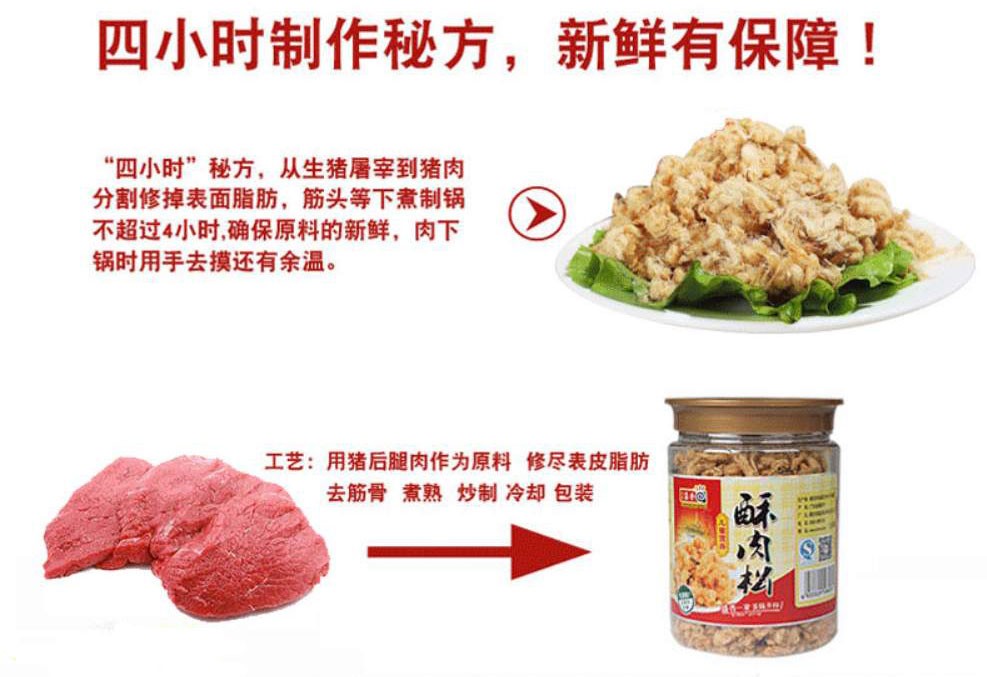 四小时制作秘方，新鲜有保障！
“四小时”秘方，从生猪屠宰到猪肉
分割修掉表面脂肪，筋头等下煮制锅
不超过4小时,确保原料的新鲜，肉下
锅时用手去摸还有余温。
工艺：用猪后腿肉作为原料 修尽表皮脂肪
去筋骨 煮熟 炒制 冷却 包装
酥肉松